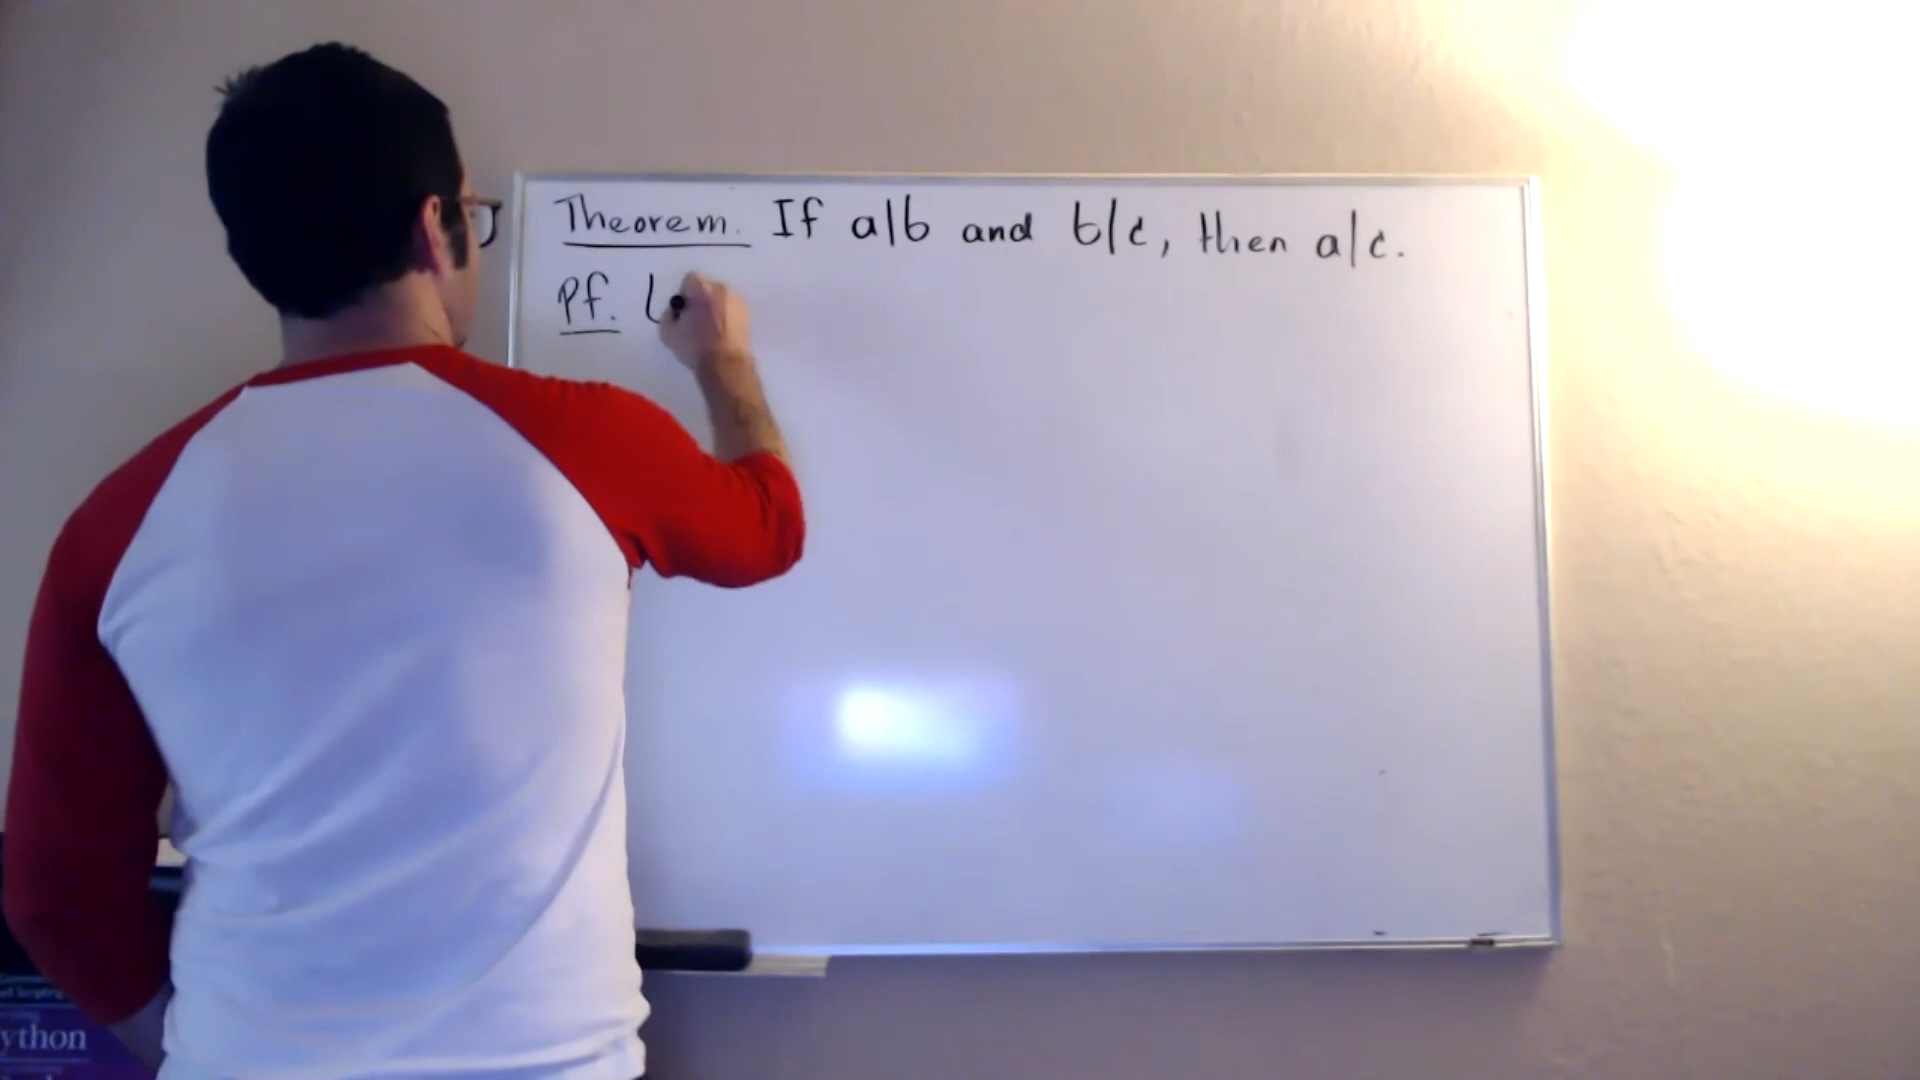 Theorem. If a|b and b|c, then a|c.
Pf. L
ython